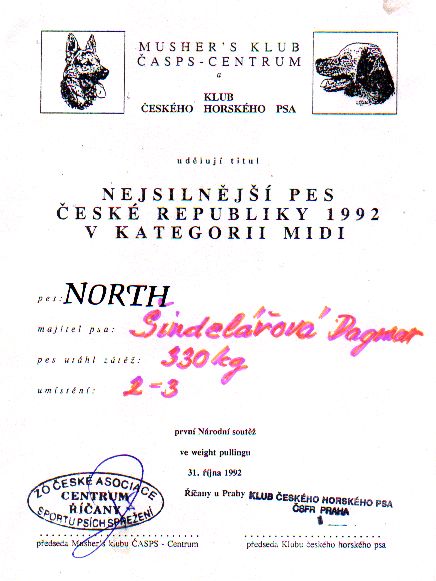 MUSHER'S KLUB
ČASPS-CENTRUM
a
KLUB
ČESKÉHO HORSKÉHO PSA
udělují titul
NEJSILNĚJŠÍ PES
ČESKÉ REPUBLIKY 1992
V KATEGORII MIDI
pes: NORTH
majitel psa: Šindelářová Dagmar
pes utáhl zátěž: 330kg
umístění: 2-3
první Národní soutěž
ve weight pullingu
31. října 1992
Říčany u Prahy
ZO ČESKÉ ASOCIACE
CENTRUM
ŘÍČANY
SPORTU PSÍCH SPŘEŽENÍ
KLUB ČESKÉHO HORSKÉHO PSA
ČSFR PRAHA
1
předseda Musher's klubu ČASPS - Centrum
předseda Klubu českého horského psa